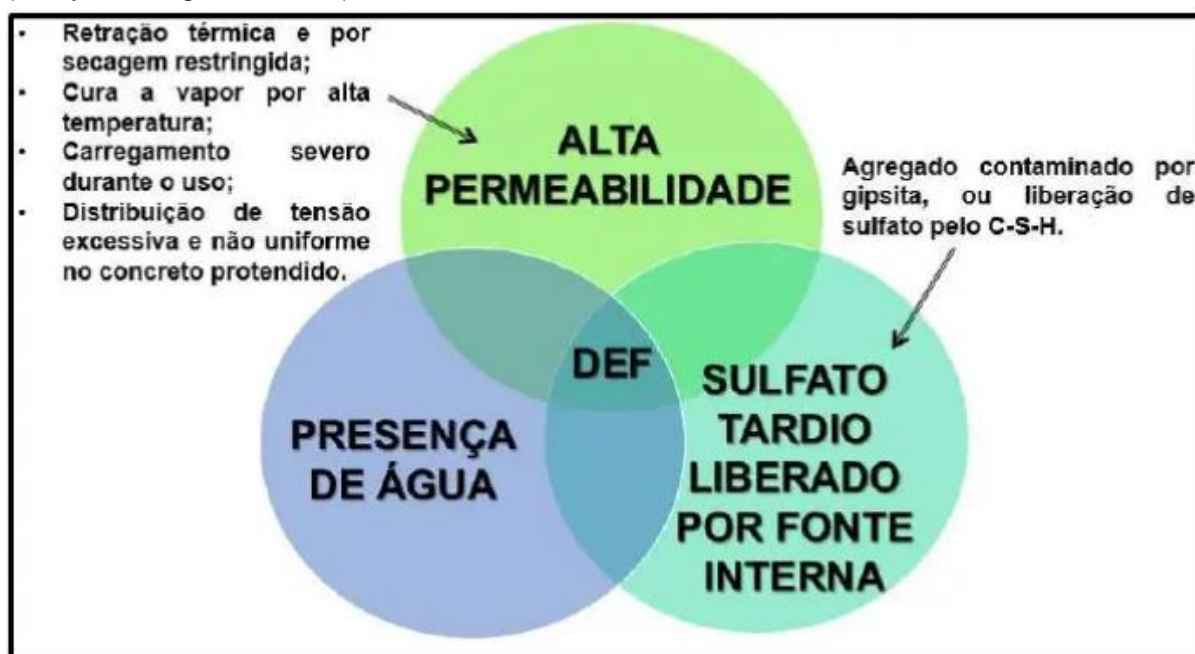 • Retração térmica e por
secagem restringida;
• Cura a vapor por alta
temperatura;
• Carregamento severo
durante o uso;
• Distribuição de tensão
excessiva e não uniforme
no concreto protendido.
ALTA
PERMEABILIDADE
Agregado contaminado por
gipsita, ou liberação de
sulfato pelo C-S-H.
DEF
PRESENÇA
DE ÁGUA
SULFATO
TARDIO
LIBERADO
POR FONTE
INTERNA